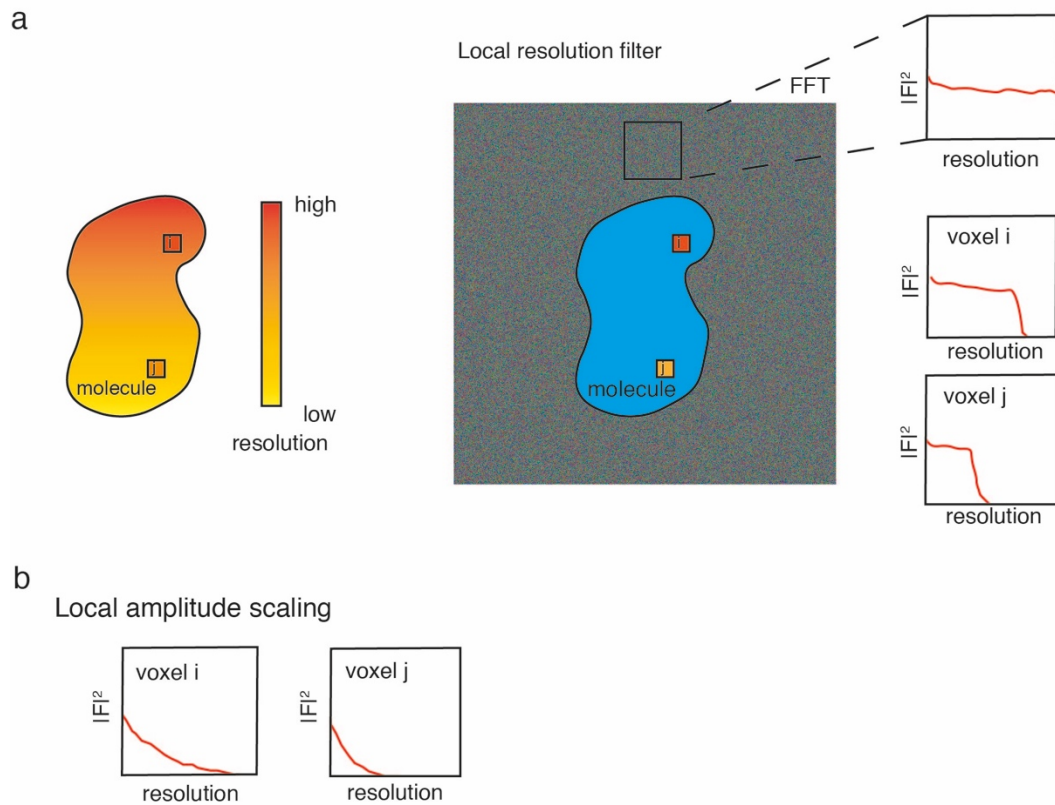 a
Local resolution filter
FFT
|F|²
resolution
high
i
j
molecule
low
resolution
i
j
molecule
voxel i
|F|²
resolution
voxel j
|F|²
resolution
b
Local amplitude scaling
voxel i
|F|²
resolution
voxel j
|F|²
resolution